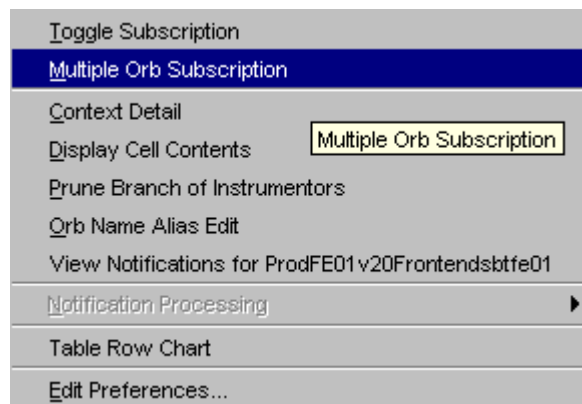 Toggle Subscription
Multiple Orb Subscription
Context Detail
Multiple Orb Subscription
Display Cell Contents
Prune Branch of Instrumentors
Orb Name Alias Edit
View Notifications for ProdFE01v20Frontendsbtfe01
Notification Processing
Table Row Chart
Edit Preferences...